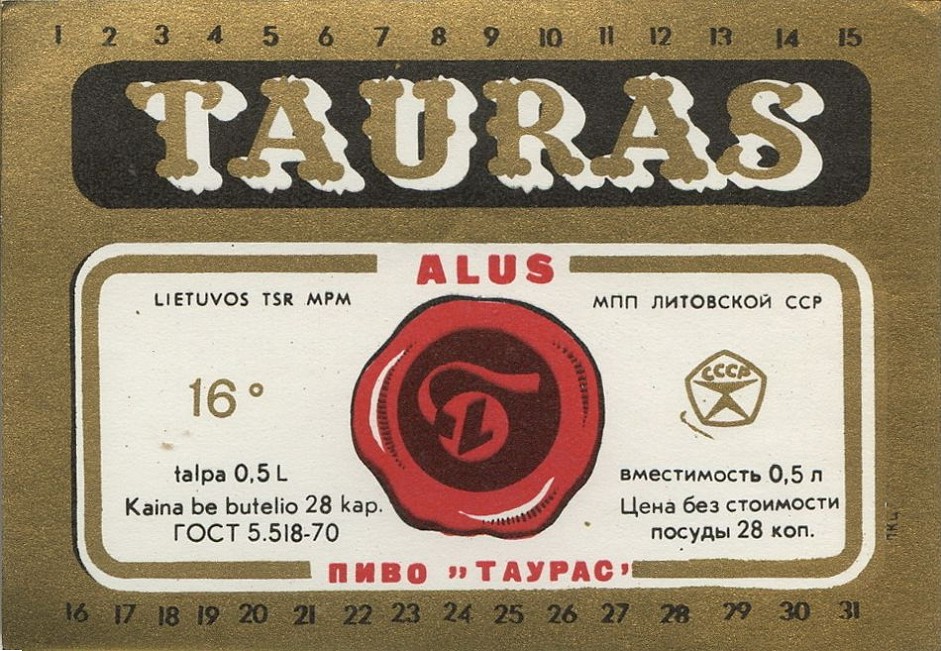 1 2 3 4 5 6 7 8 9 10 11 12 13 14 15
TAURAS
ALUS
LIETUVOS TSR MPM
МПП ЛИТОВСКОЙ ССР
16°
СССР
talpa 0,5 L
Kaina be butelio 28 kap.
ГОСТ 5.518-70
вместимость 0,5 л
Цена без стоимости
посуды 28 коп.
ПИВО „ТАУРАС"
16 17 18 19 20 21 22 23 24 25 26 27 28 29 30 31